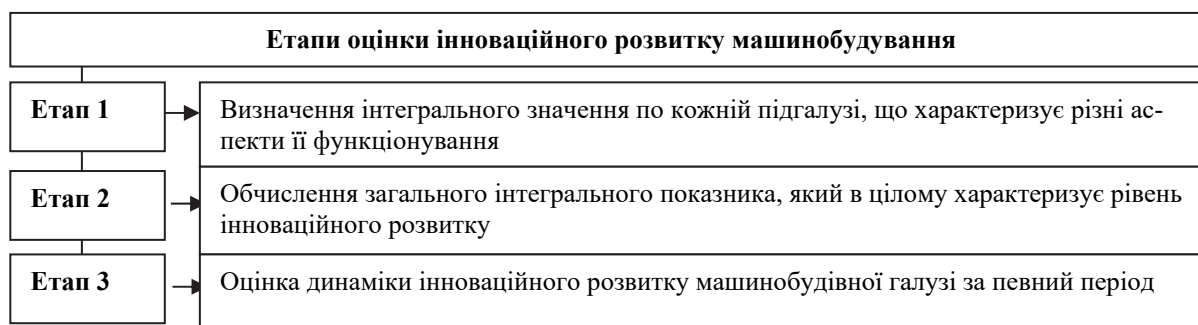 Етапи оцінки інноваційного розвитку машинобудування
Етап 1
Визначення інтегрального значення по кожній підгалузі, що характеризує різні ас-
пекти її функціонування
Етап 2
Обчислення загального інтегрального показника, який в цілому характеризує рівень
інноваційного розвитку
Етап 3
Оцінка динаміки інноваційного розвитку машинобудівної галузі за певний період